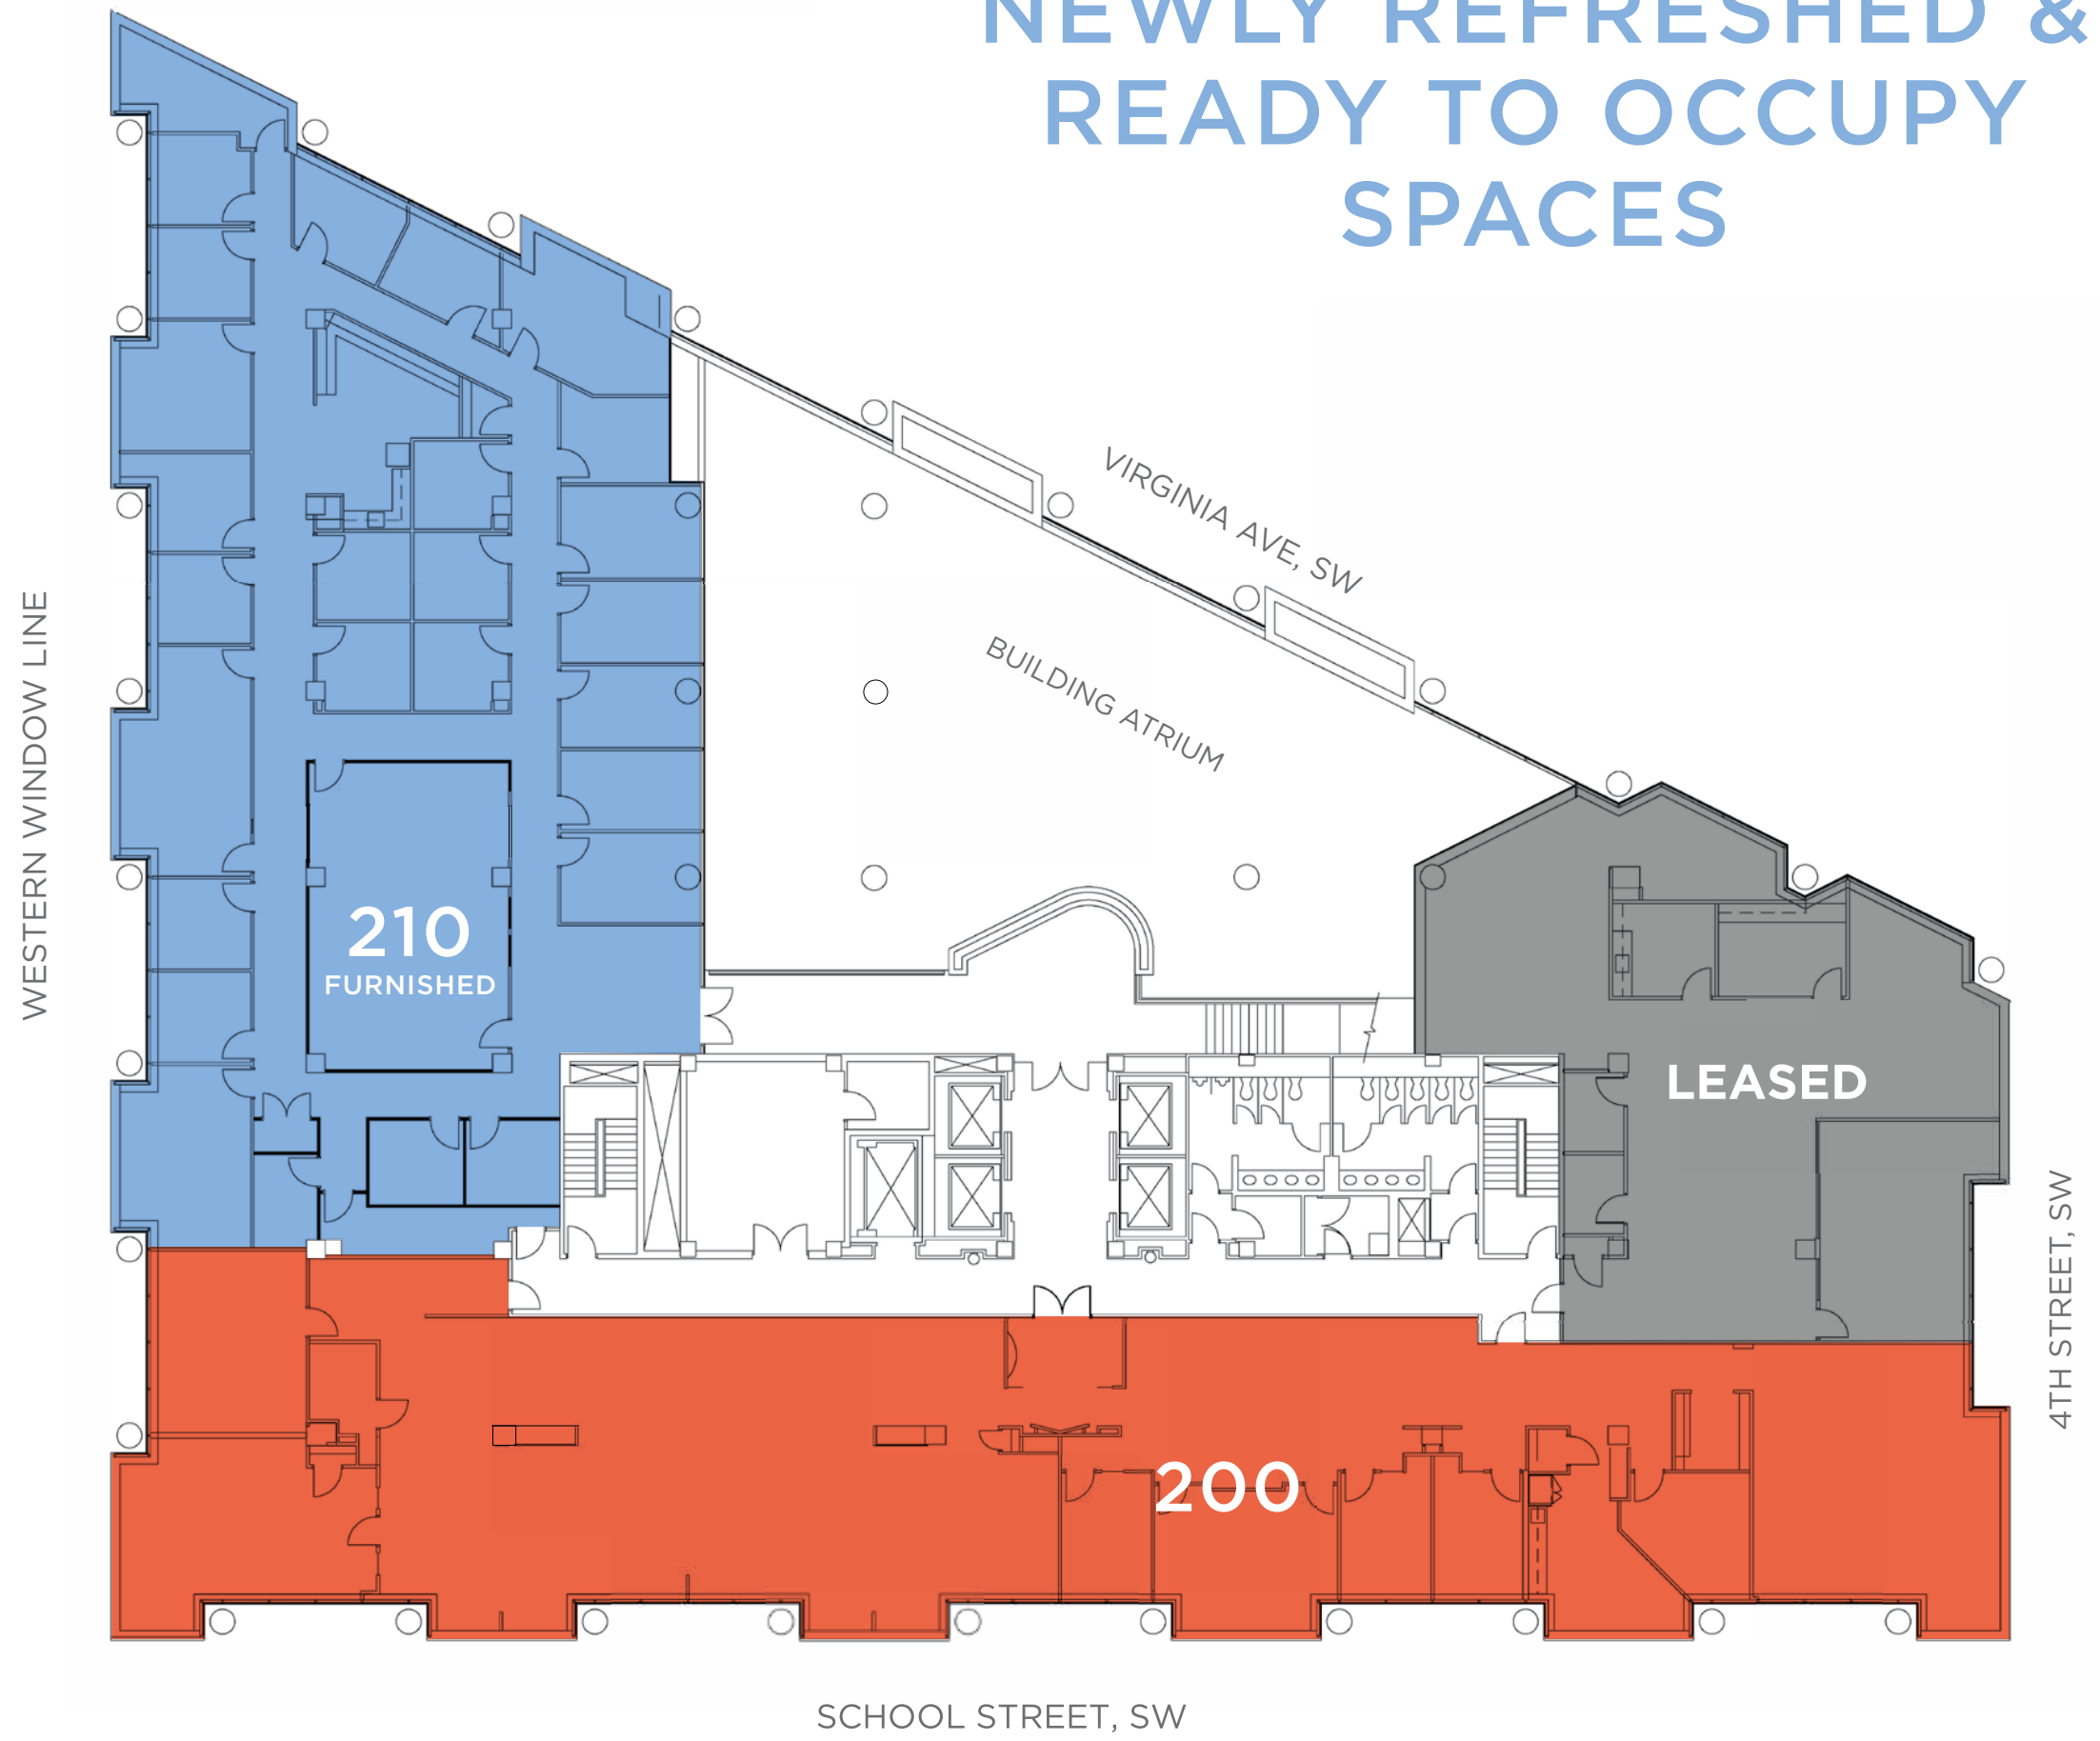 NEWLY REFRESHED &
READY TO OCCUPY
SPACES
VIRGINIA AVE, SW
BUILDING ATRIUM
WESTERN WINDOW LINE
210
FURNISHED
LEASED
4TH STREET, SW
200
SCHOOL STREET, SW